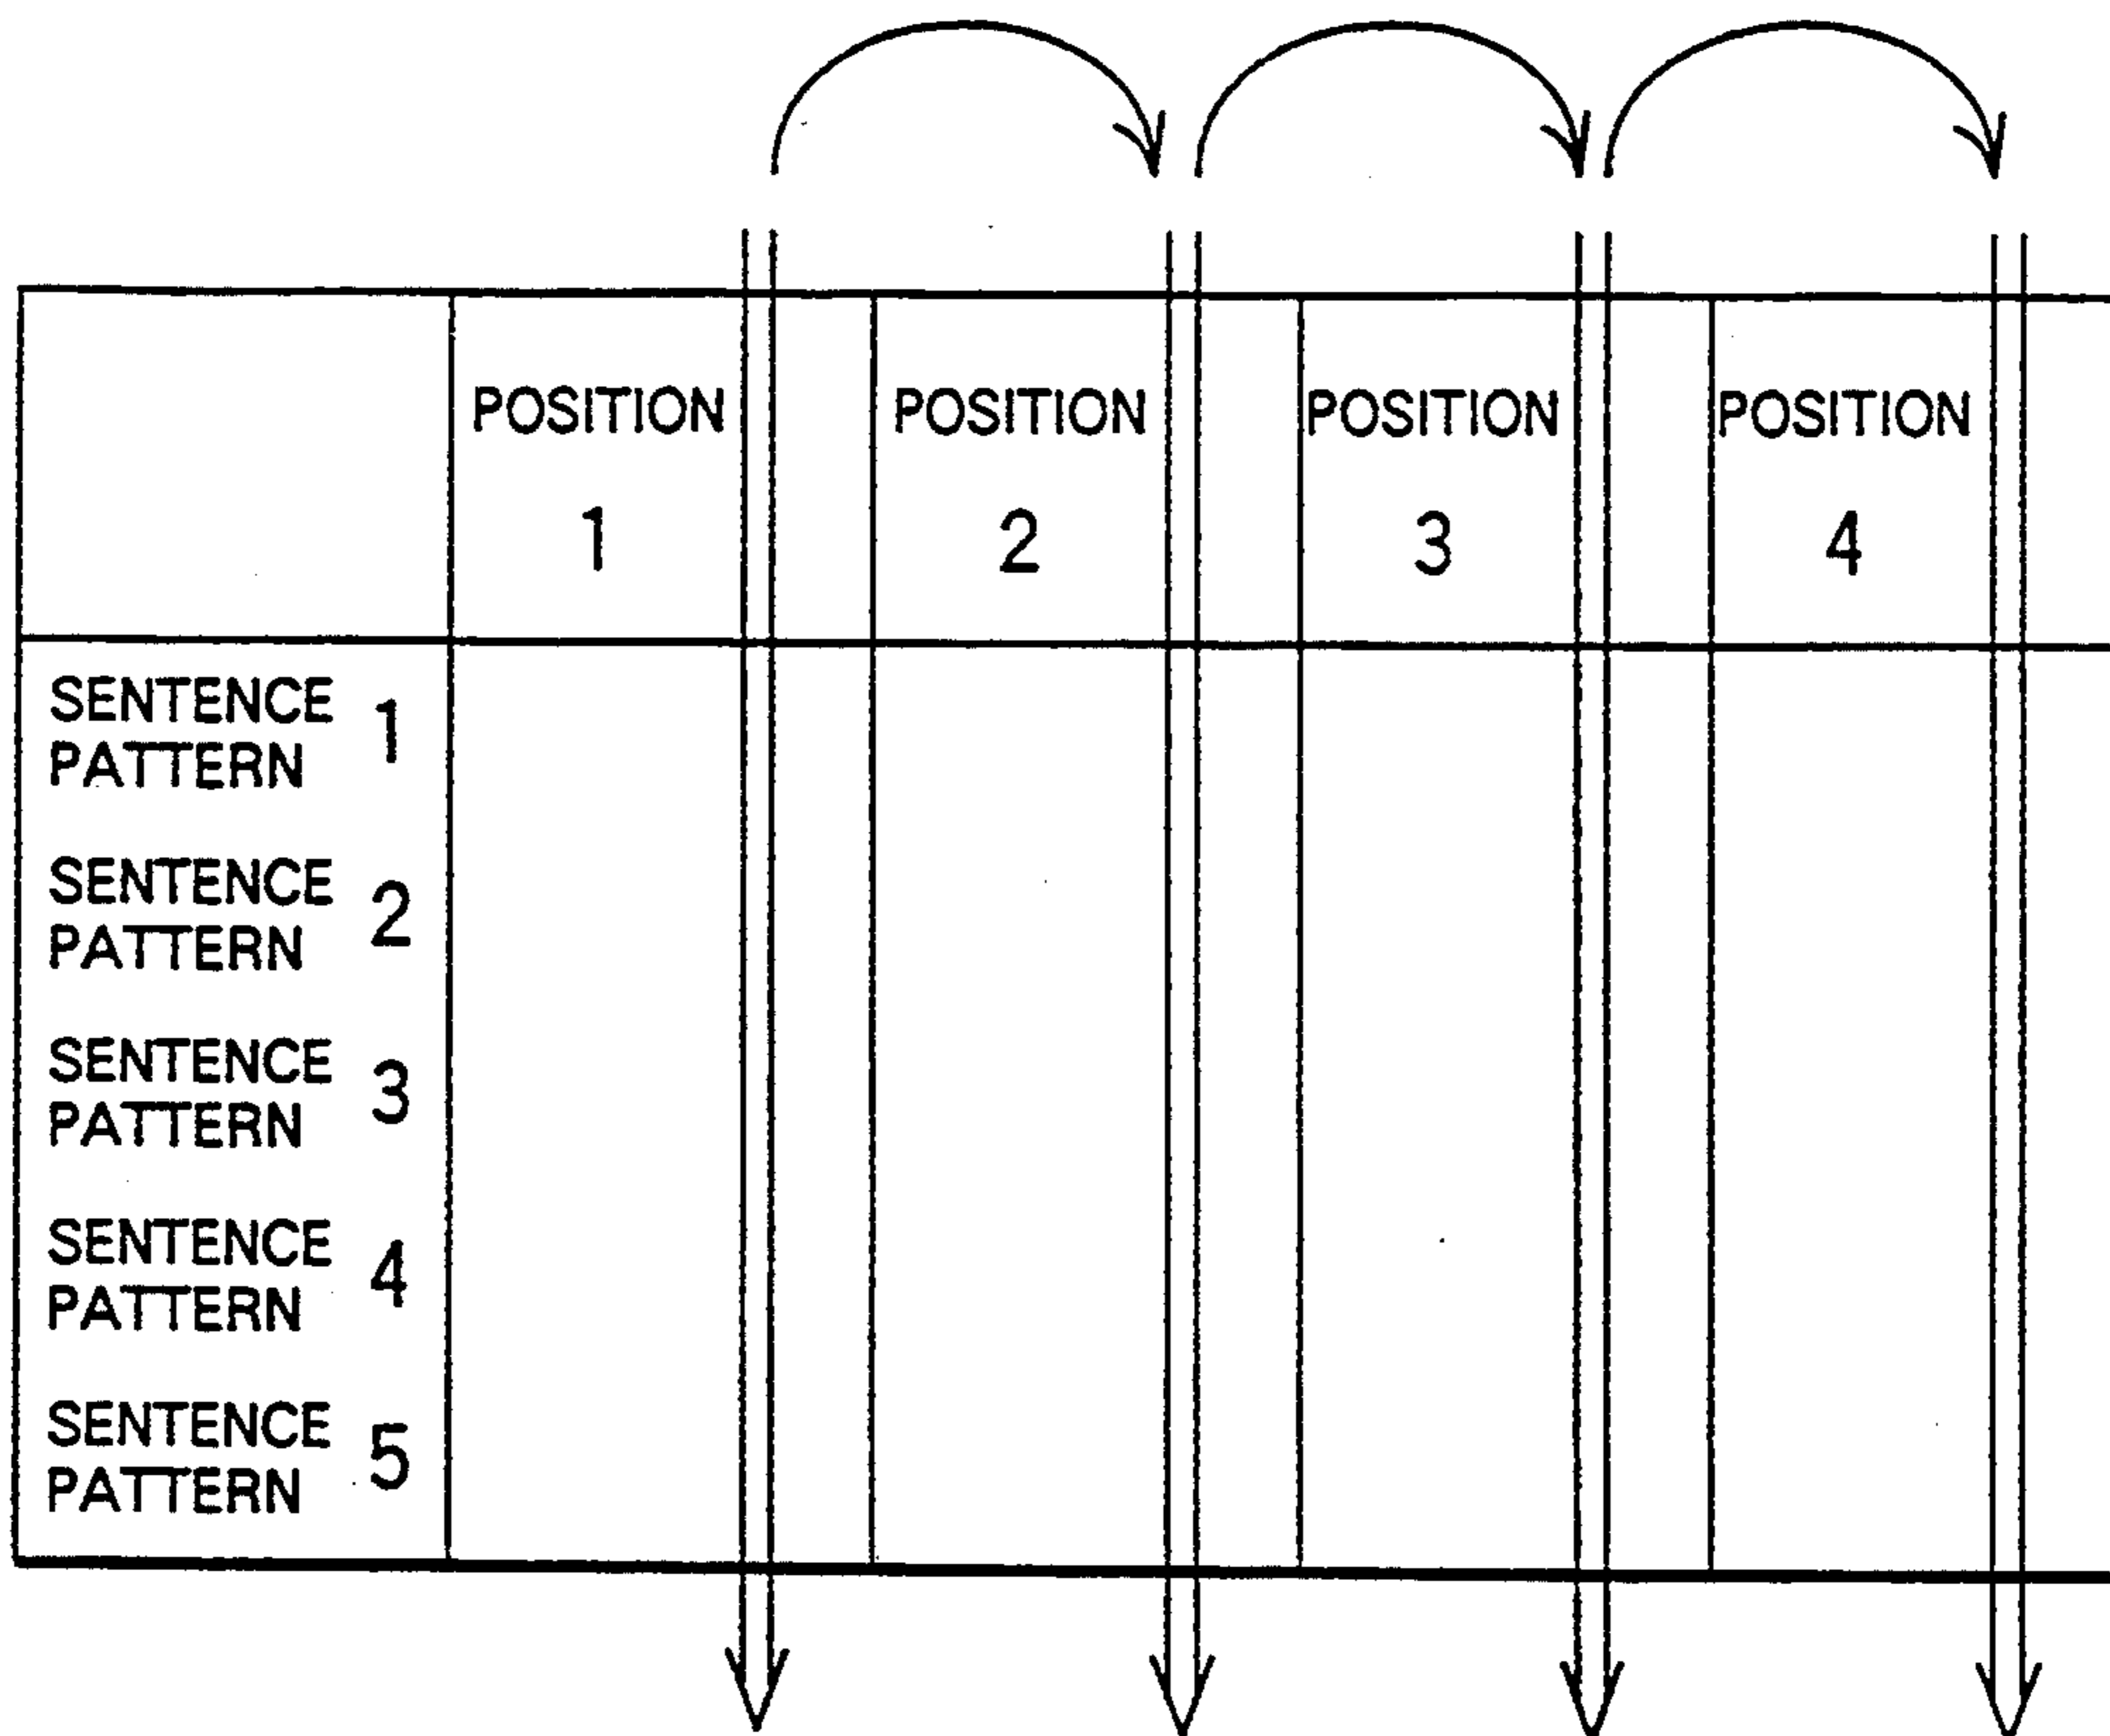 POSITION POSITION POSITION POSITION
1 2 3 4
SENTENCE
PATTERN 1
SENTENCE
PATTERN 2
SENTENCE
PATTERN 3
SENTENCE
PATTERN 4
SENTENCE
PATTERN 5